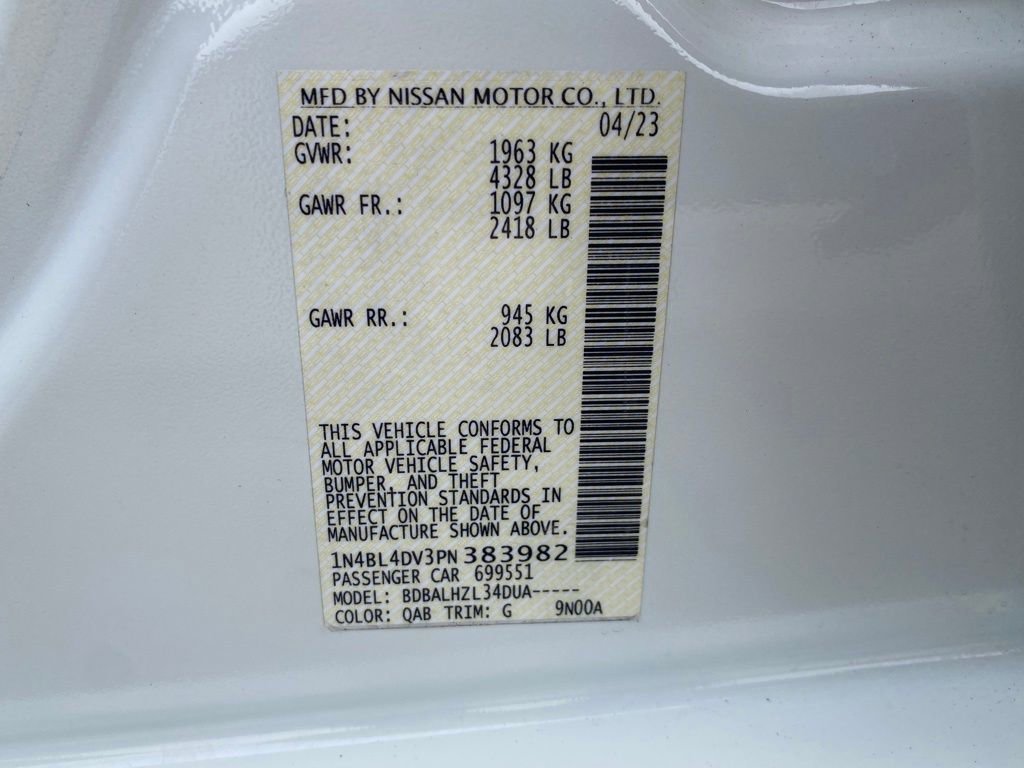 MFD BY NISSAN MOTOR CO., LTD.
DATE: 04/23
GVWR: 1963 KG
4328 LB
GAWR FR.: 1097 KG
2418 LB
GAWR RR.: 945 KG
2083 LB
THIS VEHICLE CONFORMS TO
ALL APPLICABLE FEDERAL
MOTOR VEHICLE SAFETY,
BUMPER, AND THEFT
PREVENTION STANDARDS IN
EFFECT ON THE DATE OF
MANUFACTURE SHOWN ABOVE.
1N4BL4DV3PN383982
PASSENGER CAR 699551
MODEL: BDBALHZL34DUA-----
COLOR: QAB TRIM: G 9N00A